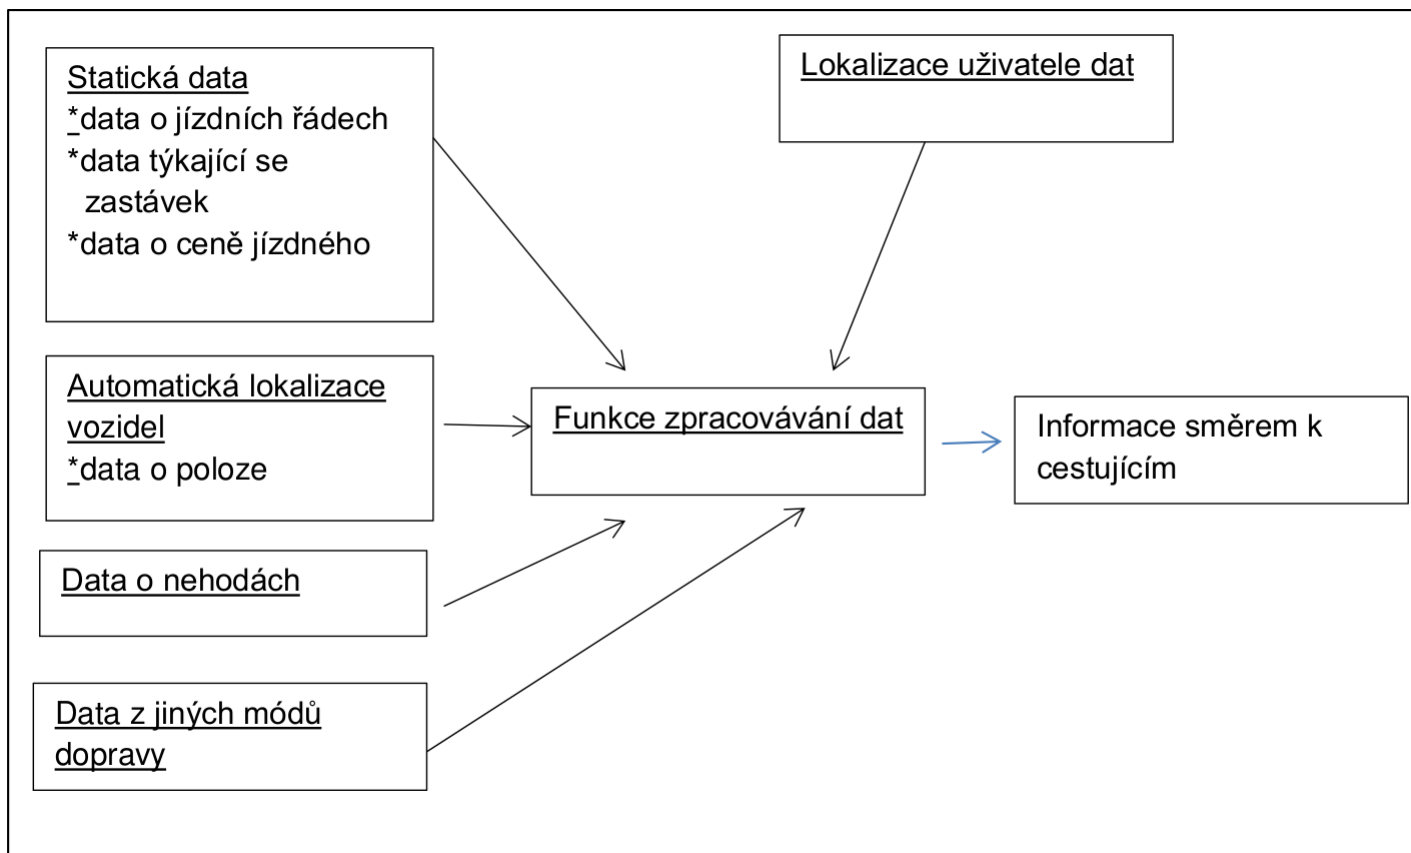 Statická data
*data o jízdních řádech
*data týkající se
zastávek
*data o ceně jízdného
Lokalizace uživatele dat
Automatická lokalizace
vozidel
*data o poloze
Funkce zpracovávání dat
Informace směrem k
cestujícím
Data o nehodách
Data z jiných módů
dopravy